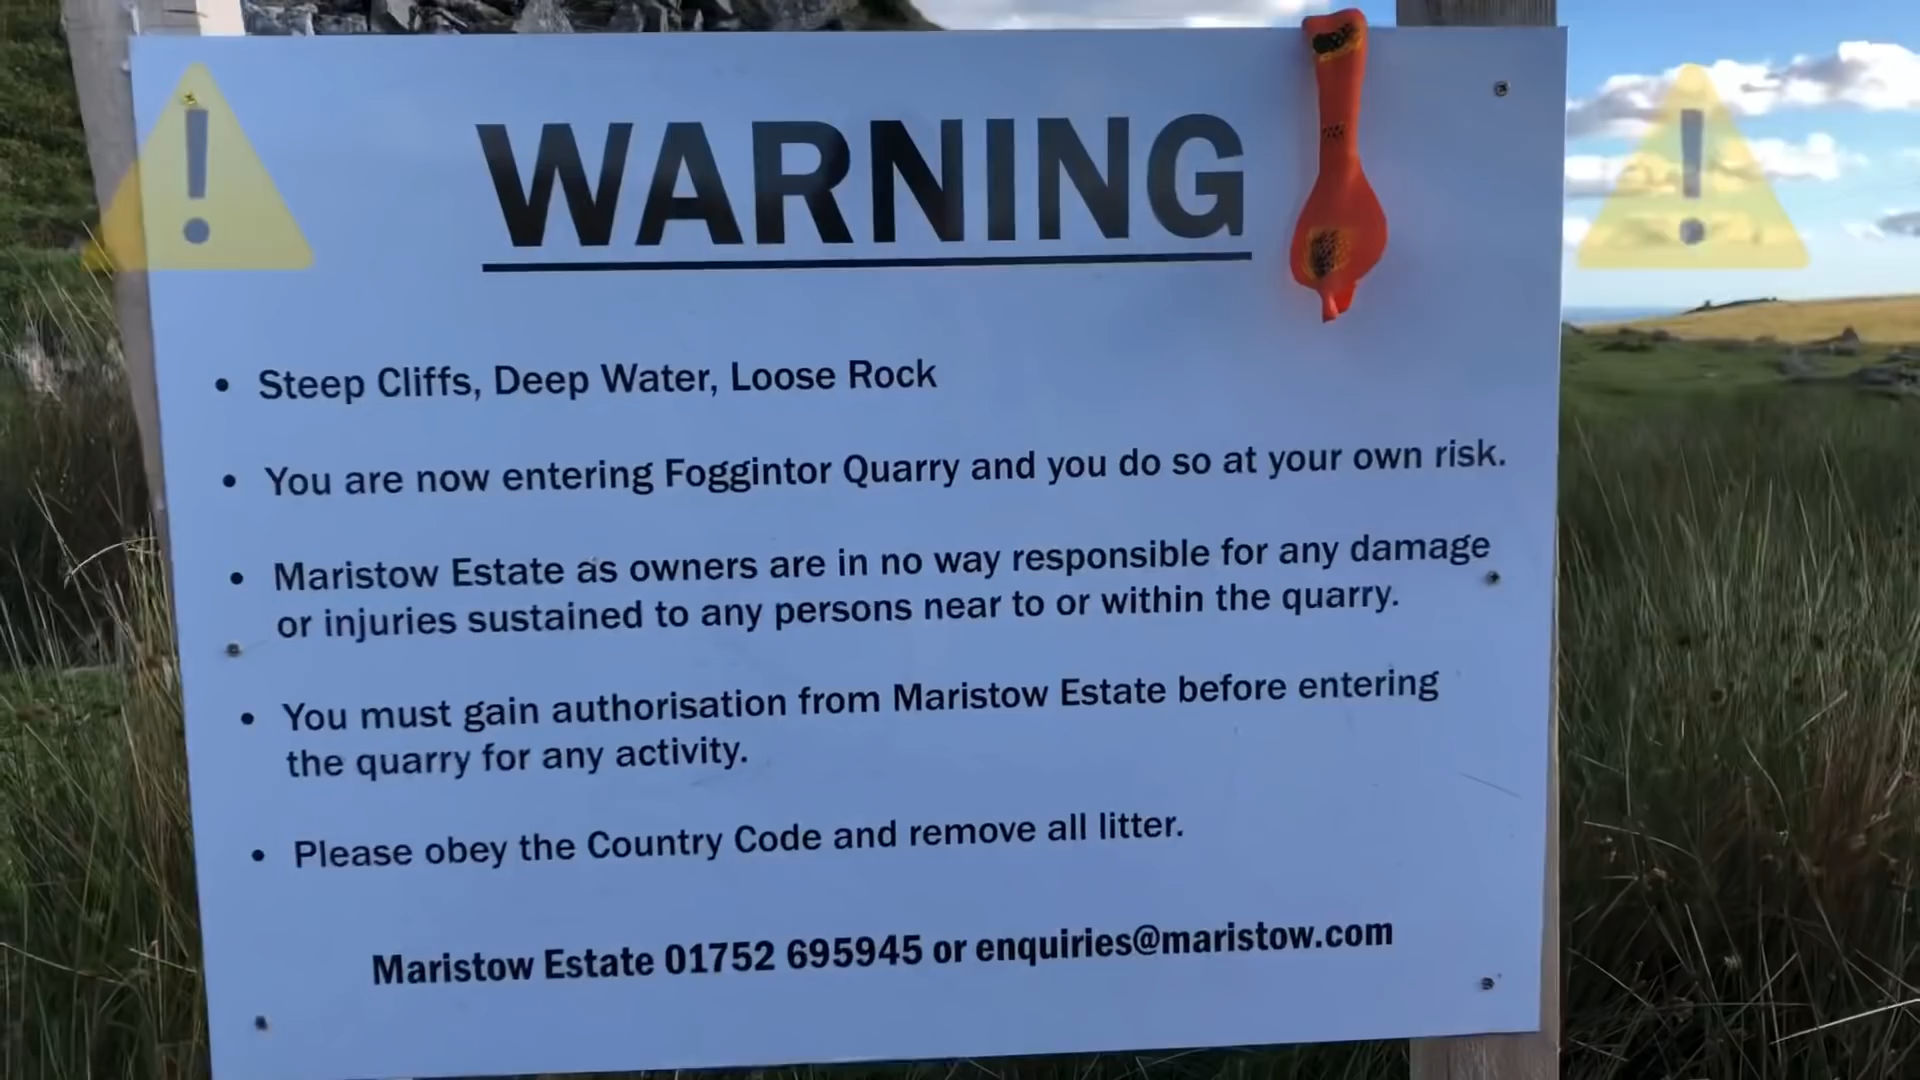 WARNING
• Steep Cliffs, Deep Water, Loose Rock
• You are now entering Foggintor Quarry and you do so at your own risk.
• Maristow Estate as owners are in no way responsible for any damage
or injuries sustained to any persons near to or within the quarry.
• You must gain authorisation from Maristow Estate before entering
the quarry for any activity.
• Please obey the Country Code and remove all litter.
Maristow Estate 01752 695945 or enquiries@maristow.com